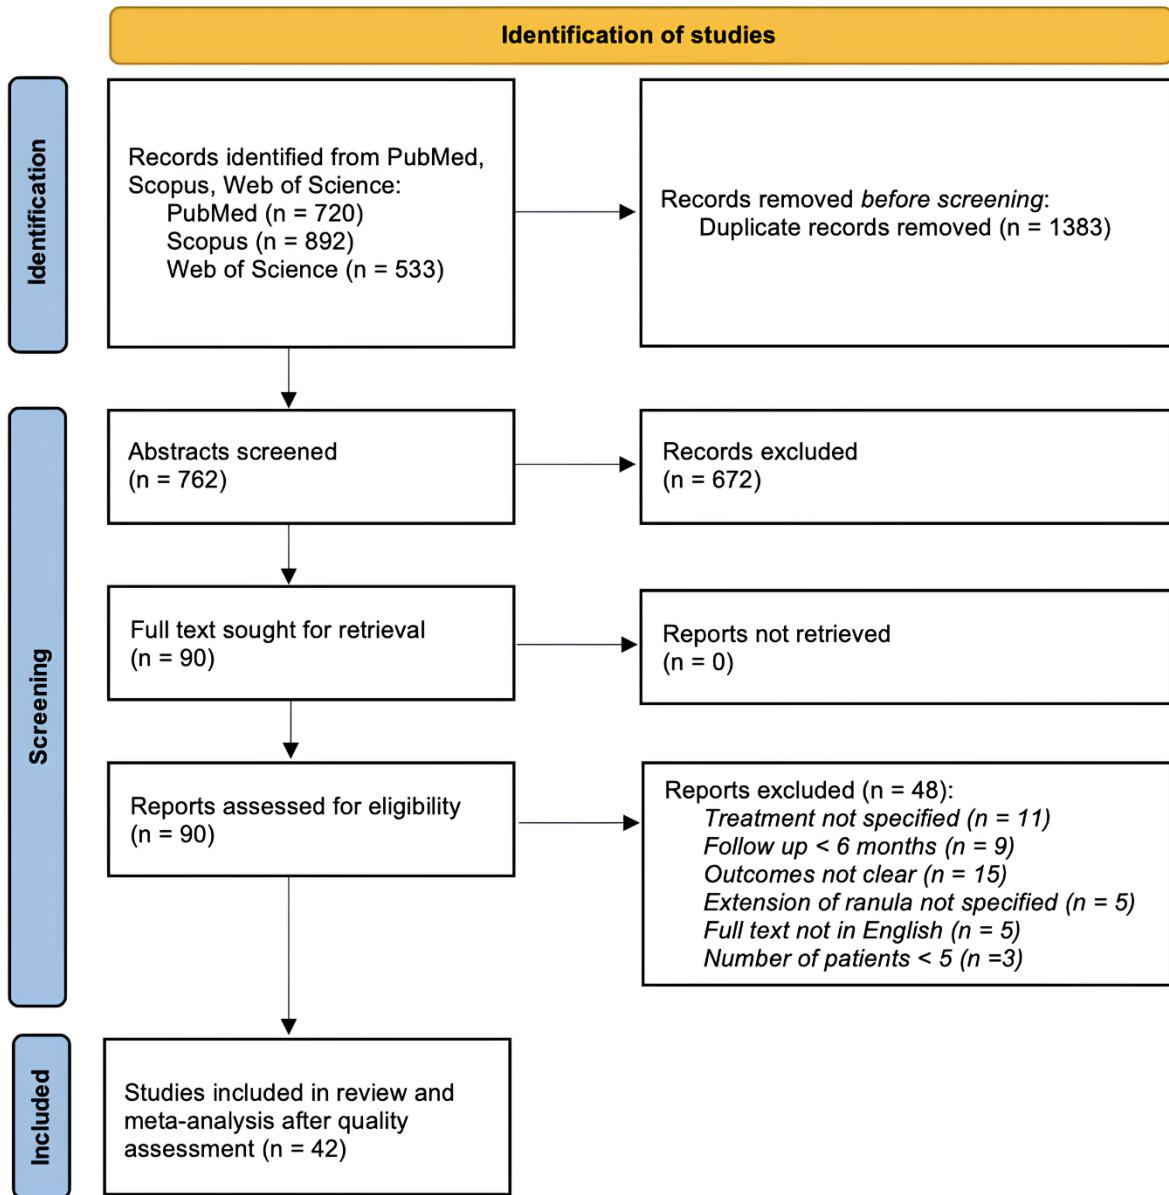 Identification of studies
Identification
Records identified from PubMed,
Scopus, Web of Science:
PubMed (n = 720)
Scopus (n = 892)
Web of Science (n = 533)
Records removed before screening:
Duplicate records removed (n = 1383)
Screening
Abstracts screened
(n = 762)
Records excluded
(n = 672)
Full text sought for retrieval
(n = 90)
Reports not retrieved
(n = 0)
Reports assessed for eligibility
(n = 90)
Reports excluded (n = 48):
Treatment not specified (n = 11)
Follow up < 6 months (n = 9)
Outcomes not clear (n = 15)
Extension of ranula not specified (n = 5)
Full text not in English (n = 5)
Number of patients < 5 (n =3)
Included
Studies included in review and
meta-analysis after quality
assessment (n = 42)